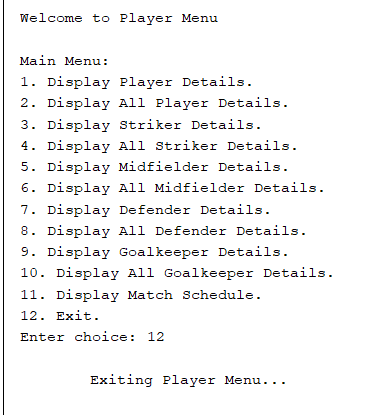 Welcome to Player Menu
Main Menu:
1. Display Player Details.
2. Display All Player Details.
3. Display Striker Details.
4. Display All Striker Details.
5. Display Midfielder Details.
6. Display All Midfielder Details.
7. Display Defender Details.
8. Display All Defender Details.
9. Display Goalkeeper Details.
10. Display All Goalkeeper Details.
11. Display Match Schedule.
12. Exit.
Enter choice: 12
Exiting Player Menu...